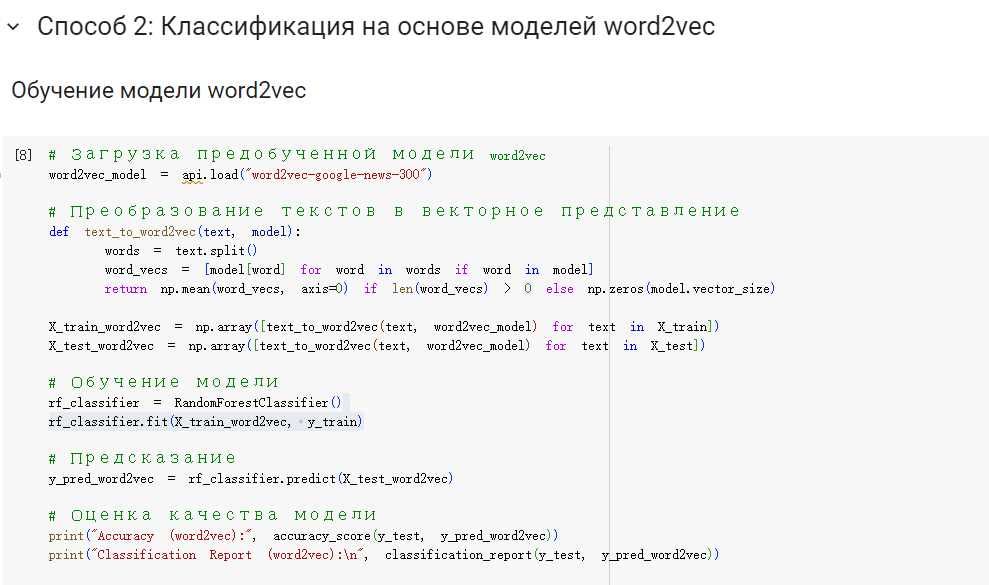 Способ 2: Классификация на основе моделей word2vec
Обучение модели word2vec
[8] # Загрузка предобученной модели word2vec
word2vec_model = api.load("word2vec-google-news-300")
# Преобразование текстов в векторное представление
def text_to_word2vec(text, model):
words = text.split()
word_vecs = [model[word] for word in words if word in model]
return np.mean(word_vecs, axis=0) if len(word_vecs) > 0 else np.zeros(model.vector_size)
X_train_word2vec = np.array([text_to_word2vec(text, word2vec_model) for text in X_train])
X_test_word2vec = np.array([text_to_word2vec(text, word2vec_model) for text in X_test])
# Обучение модели
rf_classifier = RandomForestClassifier()
rf_classifier.fit(X_train_word2vec, y_train)
# Предсказание
y_pred_word2vec = rf_classifier.predict(X_test_word2vec)
# Оценка качества модели
print("Accuracy (word2vec):", accuracy_score(y_test, y_pred_word2vec))
print("Classification Report (word2vec):\n", classification_report(y_test, y_pred_word2vec))